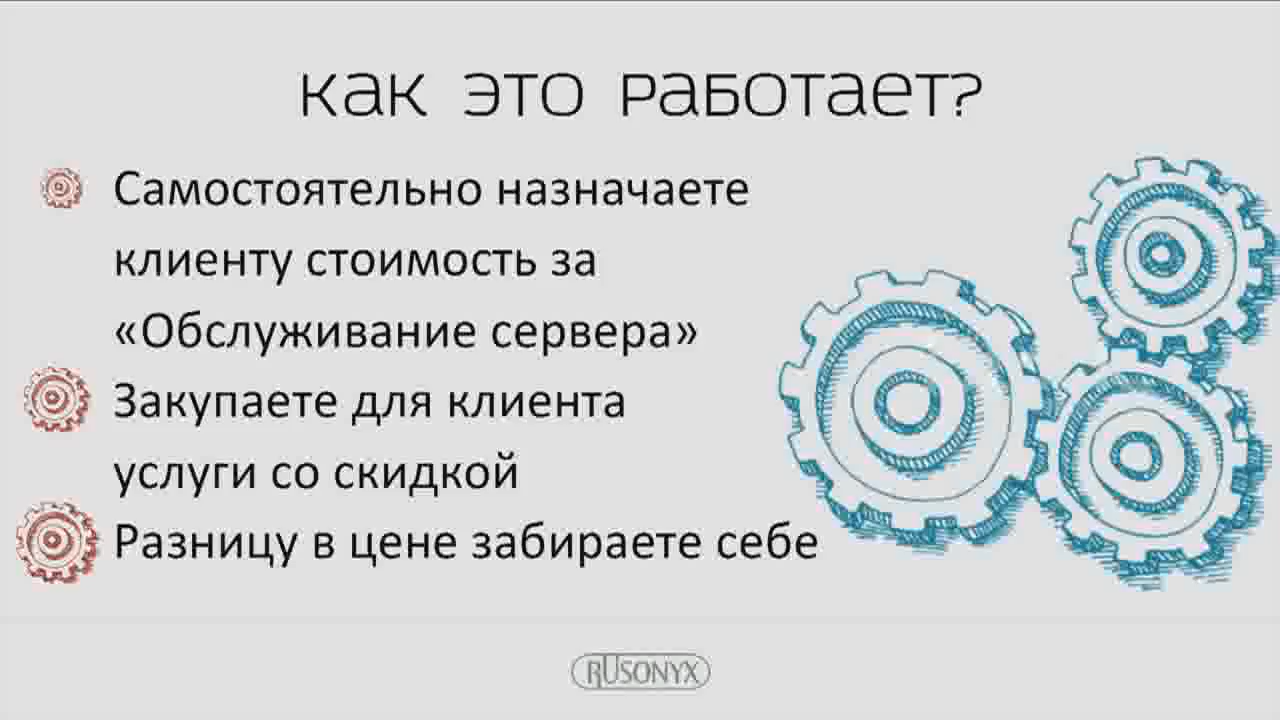 Как это работает?
Самостоятельно назначаете
клиенту стоимость за
«Обслуживание сервера»
Закупаете для клиента
услуги со скидкой
Разницу в цене забираете себе
RUSONYX